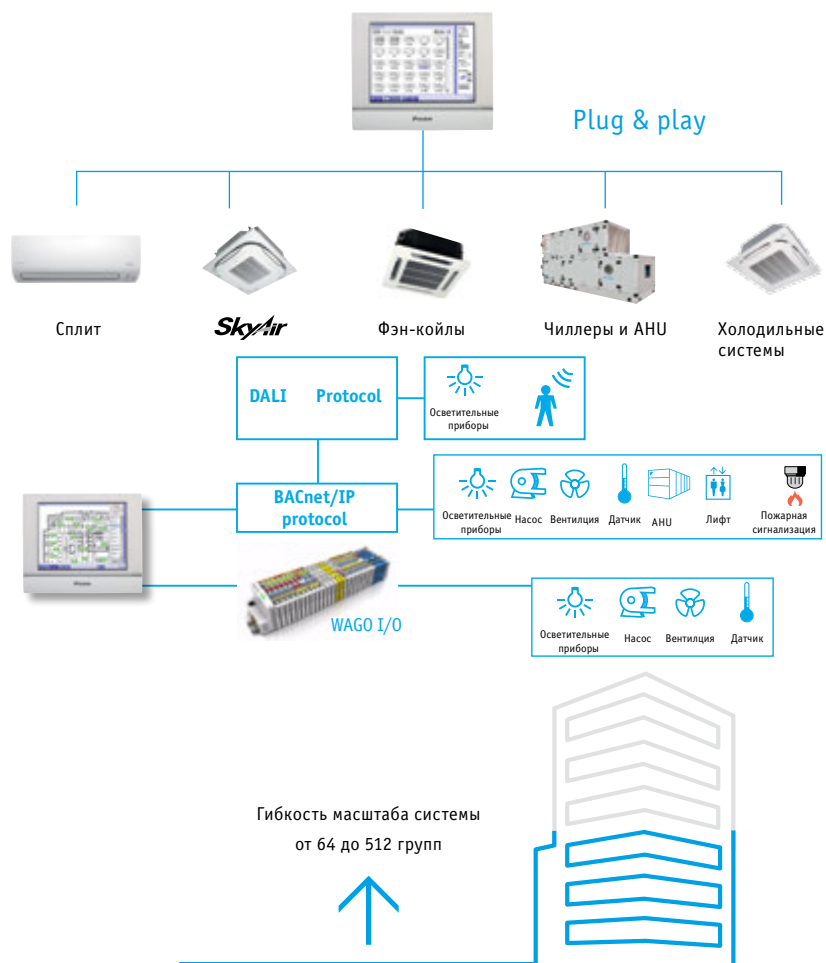 Plug & play
Сплит
SkyAir
Фэн-койлы
Чиллеры и AHU
Холодильные
системы
DALI Protocol
Осветительные
приборы
BACnet/IP
protocol
Осветительные
приборы
Насос
Вентилция
Датчик
AHU
Лифт
Пожарная
сигнализация
WAGO I/O
Осветительные
приборы
Насос
Вентилция
Датчик
Гибкость масштаба системы
от 64 до 512 групп